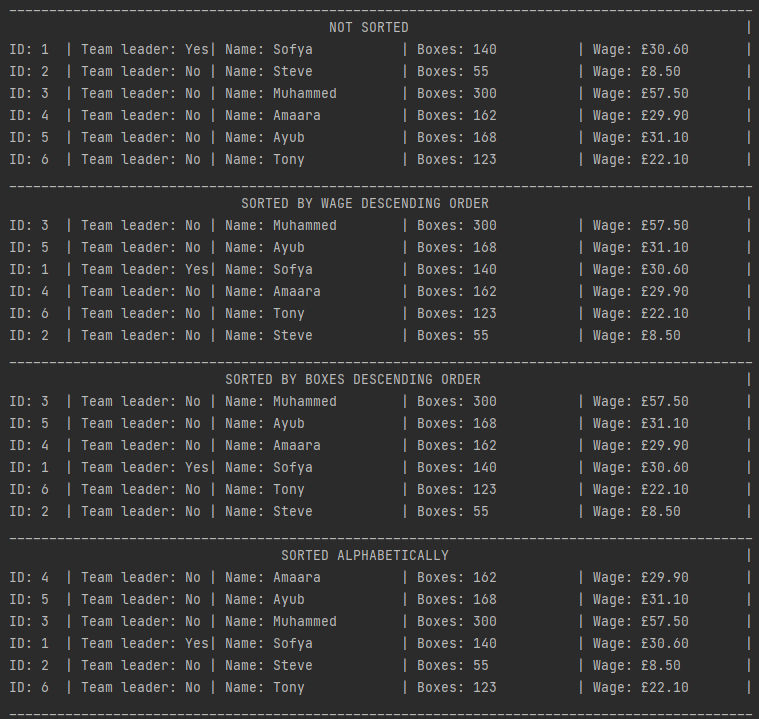 NOT SORTED |
ID: 1 | Team leader: Yes| Name: Sofya | Boxes: 140 | Wage: £30.60 |
ID: 2 | Team leader: No | Name: Steve | Boxes: 55 | Wage: £8.50 |
ID: 3 | Team leader: No | Name: Muhammed | Boxes: 300 | Wage: £57.50 |
ID: 4 | Team leader: No | Name: Amaara | Boxes: 162 | Wage: £29.90 |
ID: 5 | Team leader: No | Name: Ayub | Boxes: 168 | Wage: £31.10 |
ID: 6 | Team leader: No | Name: Tony | Boxes: 123 | Wage: £22.10 |
SORTED BY WAGE DESCENDING ORDER |
ID: 3 | Team leader: No | Name: Muhammed | Boxes: 300 | Wage: £57.50 |
ID: 5 | Team leader: No | Name: Ayub | Boxes: 168 | Wage: £31.10 |
ID: 1 | Team leader: Yes| Name: Sofya | Boxes: 140 | Wage: £30.60 |
ID: 4 | Team leader: No | Name: Amaara | Boxes: 162 | Wage: £29.90 |
ID: 6 | Team leader: No | Name: Tony | Boxes: 123 | Wage: £22.10 |
ID: 2 | Team leader: No | Name: Steve | Boxes: 55 | Wage: £8.50 |
SORTED BY BOXES DESCENDING ORDER |
ID: 3 | Team leader: No | Name: Muhammed | Boxes: 300 | Wage: £57.50 |
ID: 5 | Team leader: No | Name: Ayub | Boxes: 168 | Wage: £31.10 |
ID: 4 | Team leader: No | Name: Amaara | Boxes: 162 | Wage: £29.90 |
ID: 1 | Team leader: Yes| Name: Sofya | Boxes: 140 | Wage: £30.60 |
ID: 6 | Team leader: No | Name: Tony | Boxes: 123 | Wage: £22.10 |
ID: 2 | Team leader: No | Name: Steve | Boxes: 55 | Wage: £8.50 |
SORTED ALPHABETICALLY |
ID: 4 | Team leader: No | Name: Amaara | Boxes: 162 | Wage: £29.90 |
ID: 5 | Team leader: No | Name: Ayub | Boxes: 168 | Wage: £31.10 |
ID: 3 | Team leader: No | Name: Muhammed | Boxes: 300 | Wage: £57.50 |
ID: 1 | Team leader: Yes| Name: Sofya | Boxes: 140 | Wage: £30.60 |
ID: 2 | Team leader: No | Name: Steve | Boxes: 55 | Wage: £8.50 |
ID: 6 | Team leader: No | Name: Tony | Boxes: 123 | Wage: £22.10 |